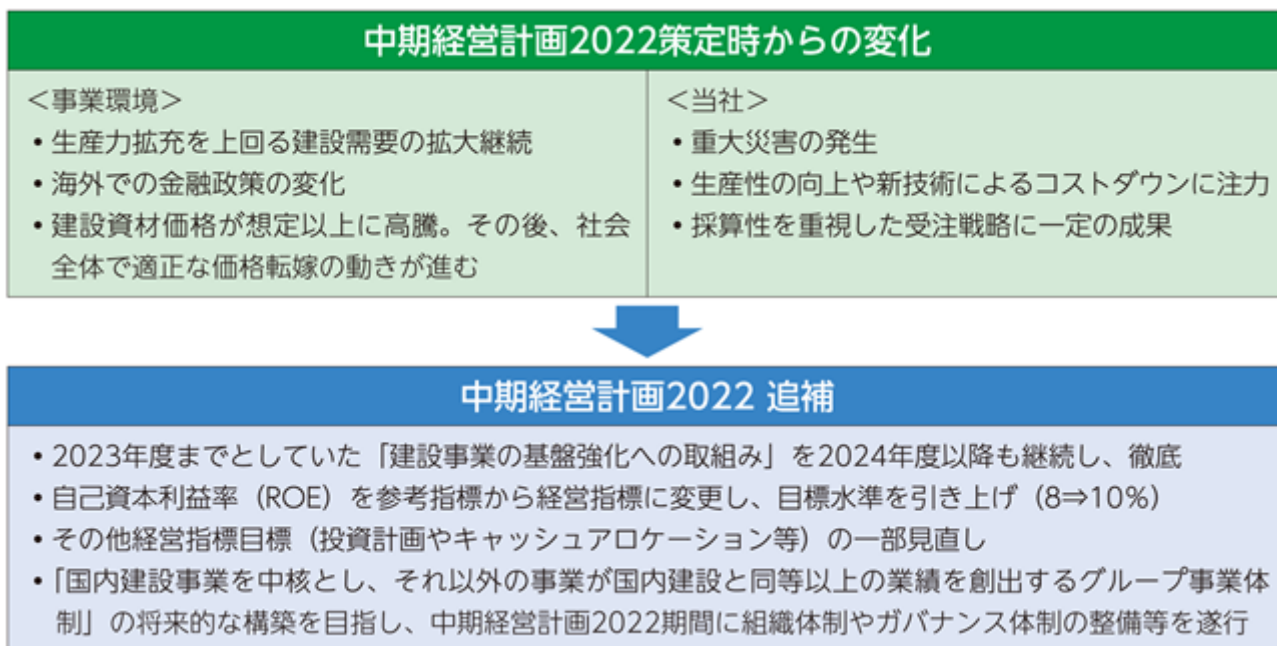 中期経営計画2022策定時からの変化
＜事業環境＞
• 生産力拡充を上回る建設需要の拡大継続
• 海外での金融政策の変化
• 建設資材価格が想定以上に高騰。その後、社会
全体で適正な価格転嫁の動きが進む
＜当社＞
• 重大災害の発生
• 生産性の向上や新技術によるコストダウンに注力
• 採算性を重視した受注戦略に一定の成果
中期経営計画2022 追補
• 2023年度までとしていた「建設事業の基盤強化への取組み」を2024年度以降も継続し、徹底
• 自己資本利益率（ROE）を参考指標から経営指標に変更し、目標水準を引き上げ（8⇒10%）
• その他経営指標目標（投資計画やキャッシュアロケーション等）の一部見直し
• 「国内建設事業を中核とし、それ以外の事業が国内建設と同等以上の業績を創出するグループ事業体
制」の将来的な構築を目指し、中期経営計画2022期間に組織体制やガバナンス体制の整備等を遂行